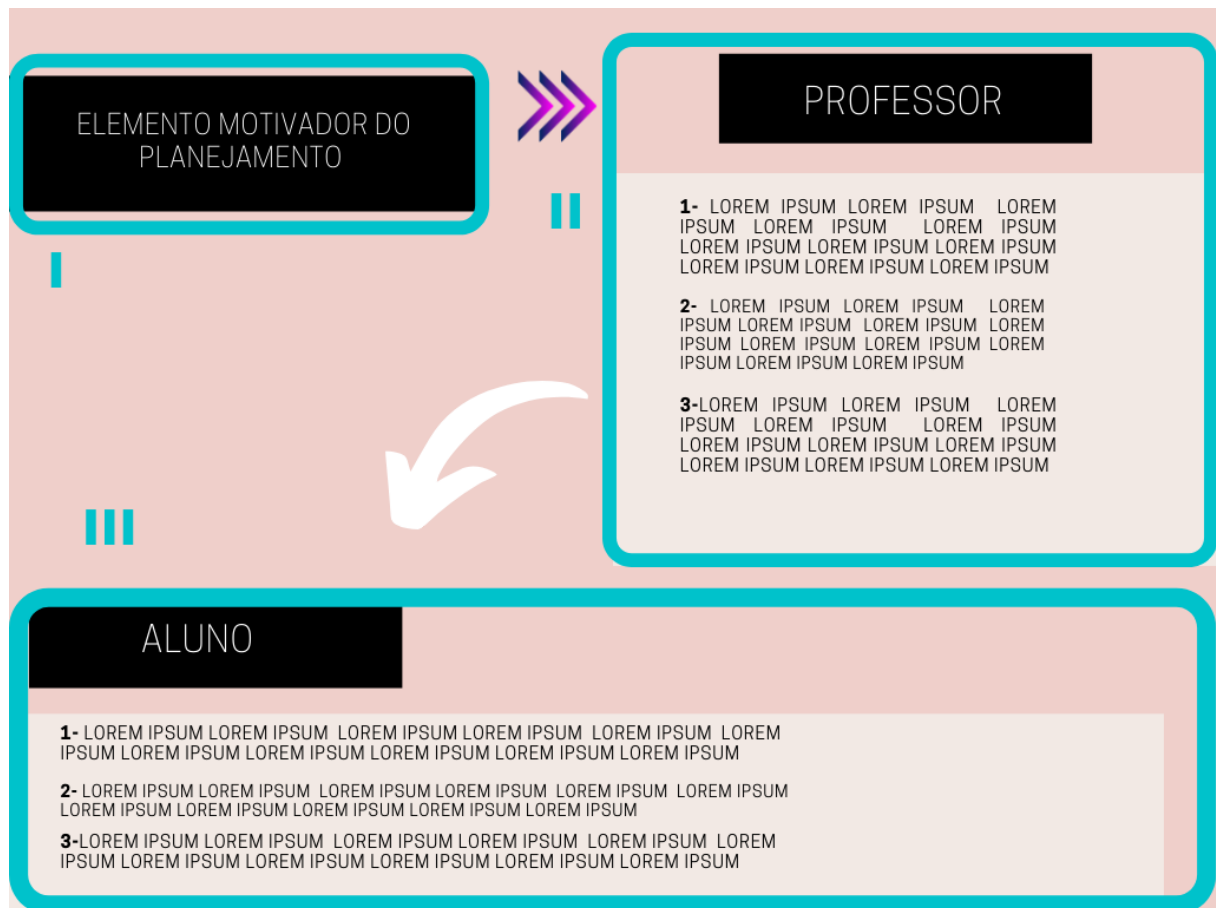 ELEMENTO MOTIVADOR DO
PLANEJAMENTO
I
II
PROFESSOR
1- LOREM IPSUM LOREM IPSUM LOREM
IPSUM LOREM IPSUM LOREM IPSUM
LOREM IPSUM LOREM IPSUM LOREM IPSUM
LOREM IPSUM LOREM IPSUM LOREM IPSUM
2- LOREM IPSUM LOREM IPSUM LOREM
IPSUM LOREM IPSUM LOREM IPSUM LOREM
IPSUM LOREM IPSUM LOREM IPSUM LOREM
IPSUM LOREM IPSUM LOREM IPSUM
3-LOREM IPSUM LOREM IPSUM LOREM
IPSUM LOREM IPSUM LOREM IPSUM
LOREM IPSUM LOREM IPSUM LOREM IPSUM
LOREM IPSUM LOREM IPSUM LOREM IPSUM
III
ALUNO
1- LOREM IPSUM LOREM IPSUM LOREM IPSUM LOREM IPSUM LOREM IPSUM LOREM
IPSUM LOREM IPSUM LOREM IPSUM LOREM IPSUM LOREM IPSUM LOREM IPSUM
2- LOREM IPSUM LOREM IPSUM LOREM IPSUM LOREM IPSUM LOREM IPSUM LOREM IPSUM
LOREM IPSUM LOREM IPSUM LOREM IPSUM LOREM IPSUM LOREM IPSUM
3-LOREM IPSUM LOREM IPSUM LOREM IPSUM LOREM IPSUM LOREM IPSUM LOREM
IPSUM LOREM IPSUM LOREM IPSUM LOREM IPSUM LOREM IPSUM LOREM IPSUM